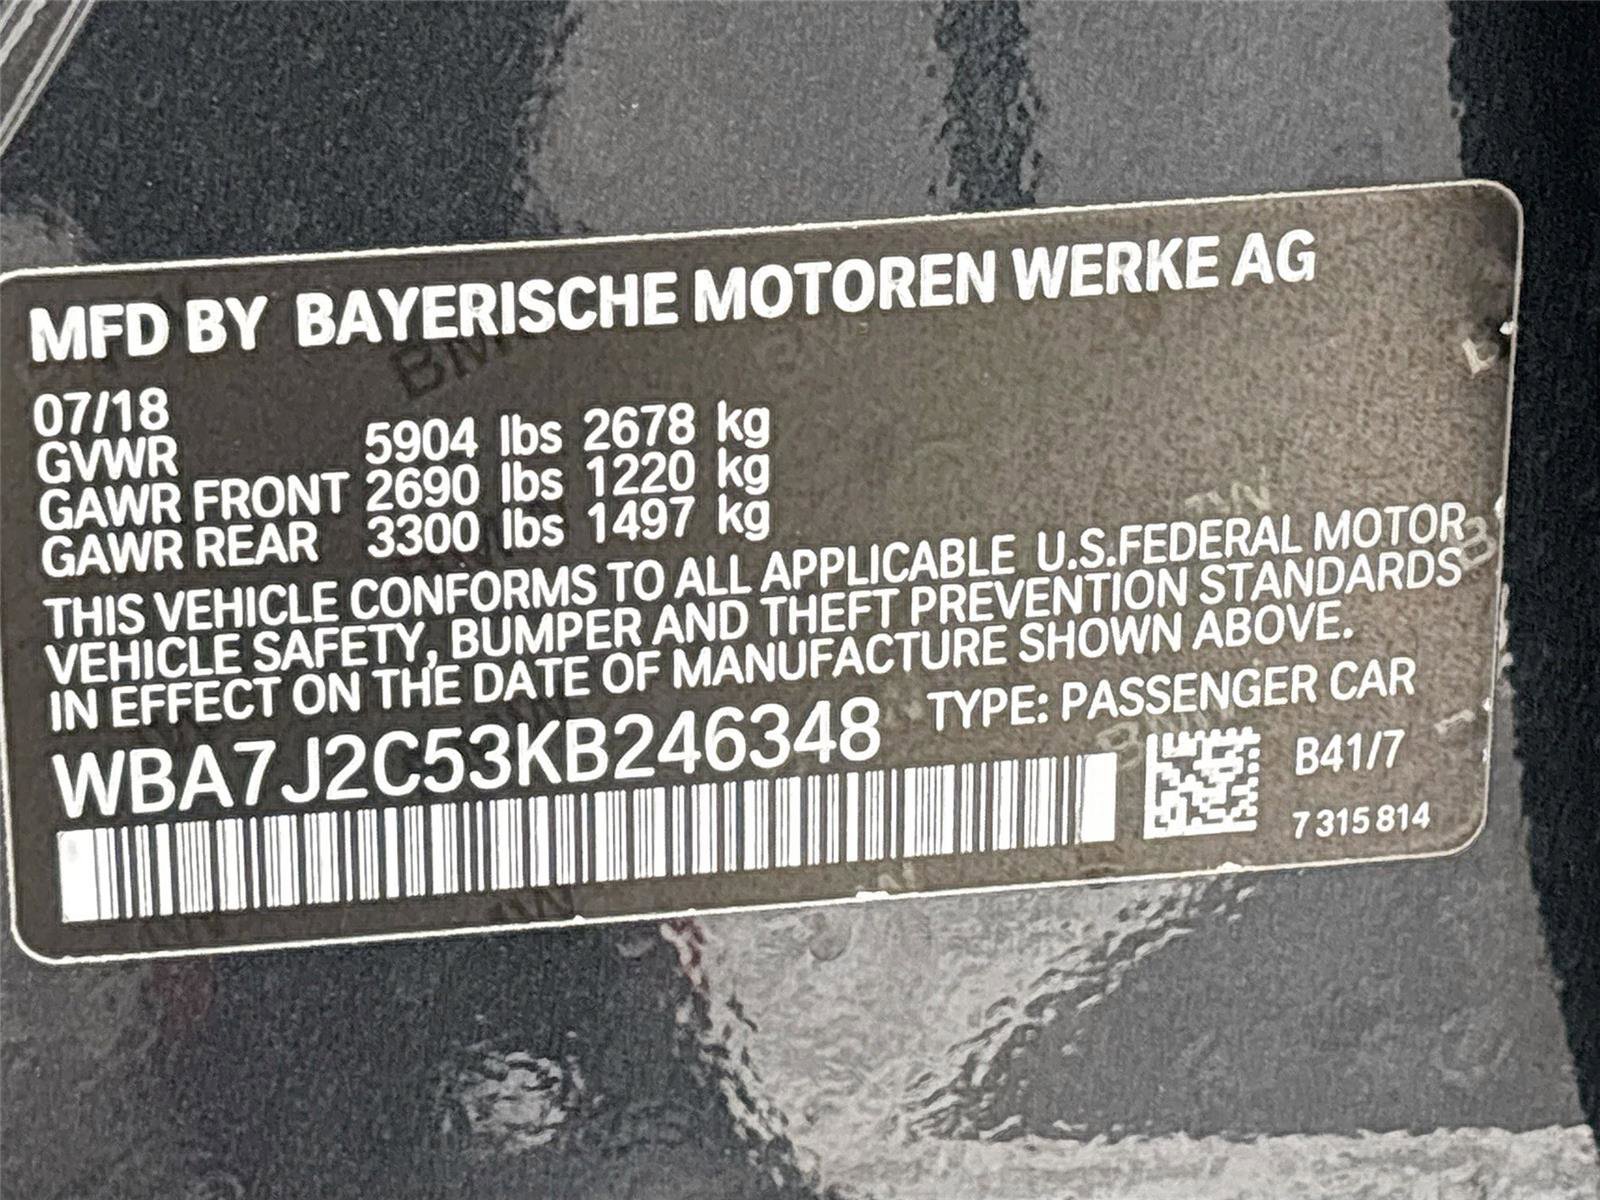 MFD BY BAYERISCHE MOTOREN WERKE AG
07/18
GVWR 5904 lbs 2678 kg
GAWR FRONT 2690 lbs 1220 kg
GAWR REAR 3300 lbs 1497 kg
THIS VEHICLE CONFORMS TO ALL APPLICABLE U.S.FEDERAL MOTOR
VEHICLE SAFETY, BUMPER AND THEFT PREVENTION STANDARDS
IN EFFECT ON THE DATE OF MANUFACTURE SHOWN ABOVE.
WBA7J2C53KB246348 TYPE: PASSENGER CAR
B41/7
7 315 814